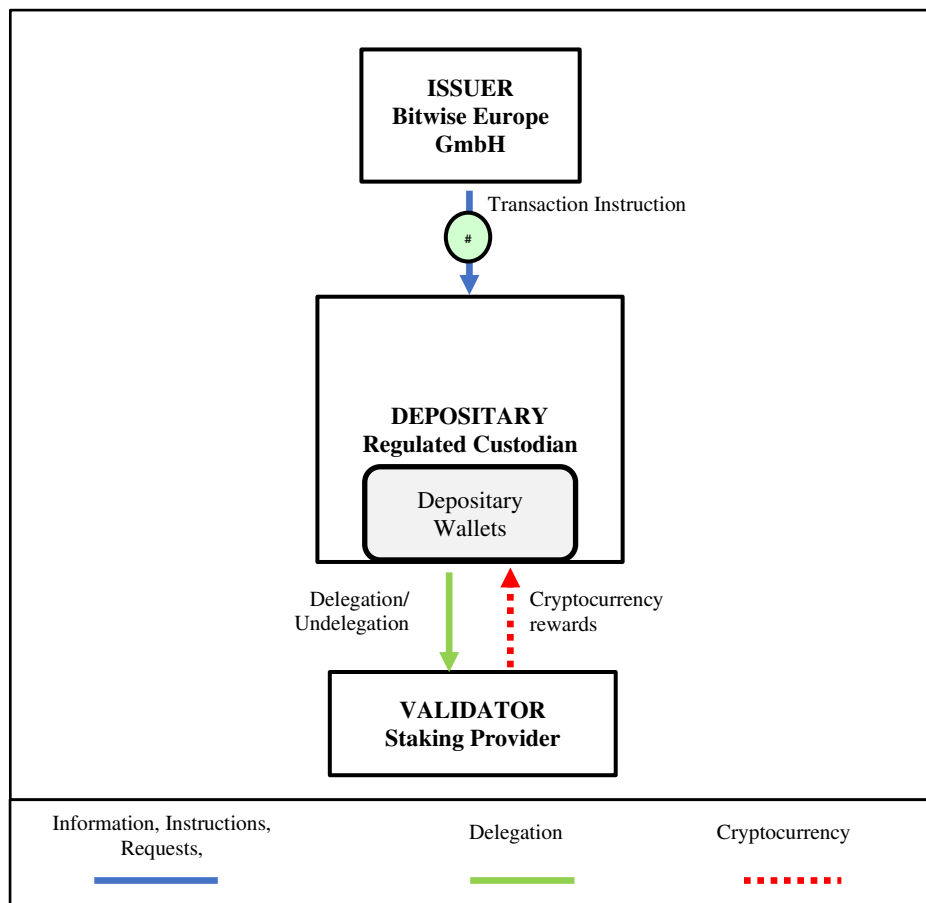 ISSUER
Bitwise Europe
GmbH
Transaction Instruction
#
DEPOSITARY
Regulated Custodian
Depositary
Wallets
Delegation/
Undelegation
Cryptocurrency
rewards
VALIDATOR
Staking Provider
Information, Instructions,
Requests,
Delegation
Cryptocurrency